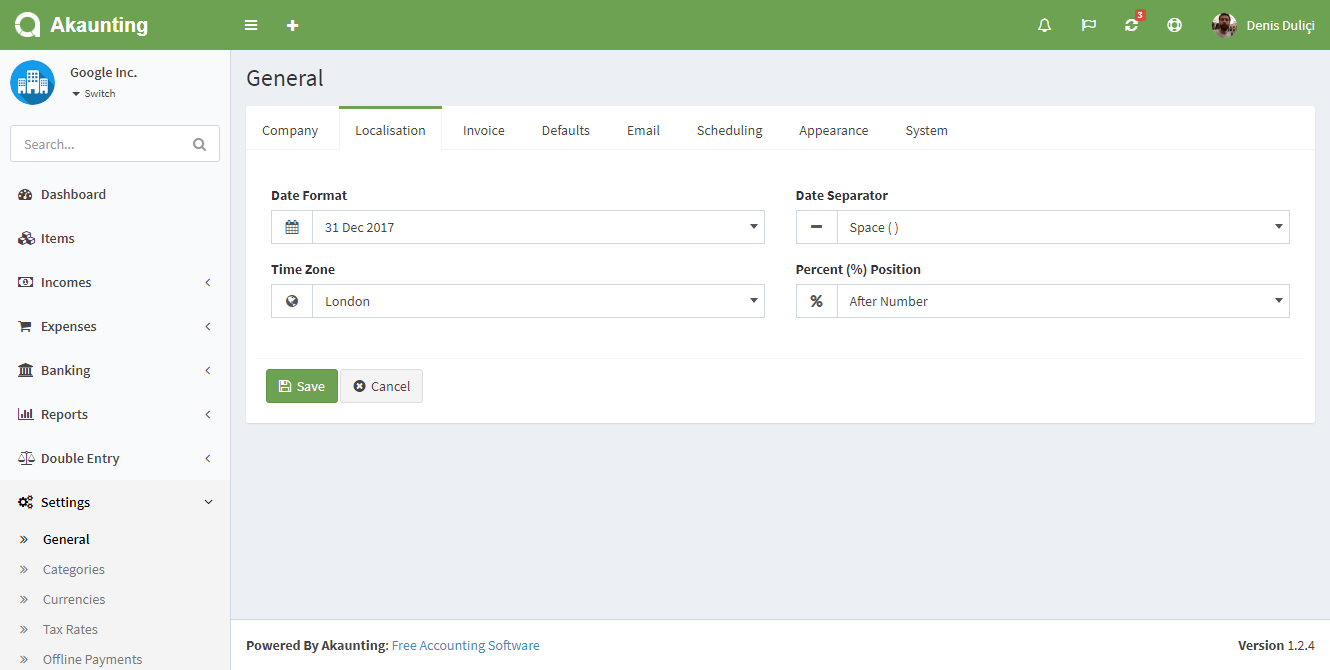 Akaunting
3
Denis Duliçi
Google Inc.
Switch
Search...
Dashboard
Items
Incomes
Expenses
Banking
Reports
Double Entry
Settings
General
Categories
Currencies
Tax Rates
Offline Payments
General
Company Localisation Invoice Defaults Email Scheduling Appearance System
Date Format
31 Dec 2017
Date Separator
Space ( )
Time Zone
London
Percent (%) Position
% After Number
Save Cancel
Powered By Akaunting: Free Accounting Software
Version 1.2.4